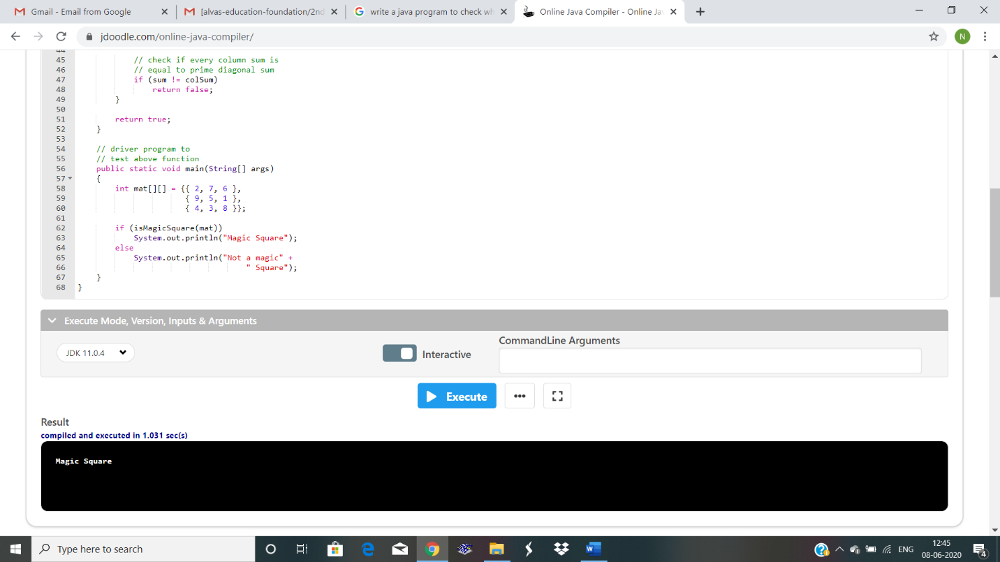 Gmail - Email from Google
[alvas-education-foundation/2nd
write a java program to check wh
Online Java Compiler - Online Ja
jdoodle.com/online-java-compiler/
N
44
45 // check if every column sum is
46 // equal to prime diagonal sum
47 if (sum != colSum)
48 return false;
49 }
50
51 return true;
52 }
53
54 // driver program to
55 // test above function
56 public static void main(String[] args)
57 {
58 int mat[][] = {{ 2, 7, 6 },
59 { 9, 5, 1 },
60 { 4, 3, 8 }};
61
62 if (isMagicSquare(mat))
63 System.out.println("Magic Square");
64 else
65 System.out.println("Not a magic" +
66 " Square");
67 }
68 }
Execute Mode, Version, Inputs & Arguments
CommandLine Arguments
JDK 11.0.4
Interactive
Execute
Result
compiled and executed in 1.031 sec(s)
Magic Square
Type here to search
ENG
12:45
08-06-2020
4